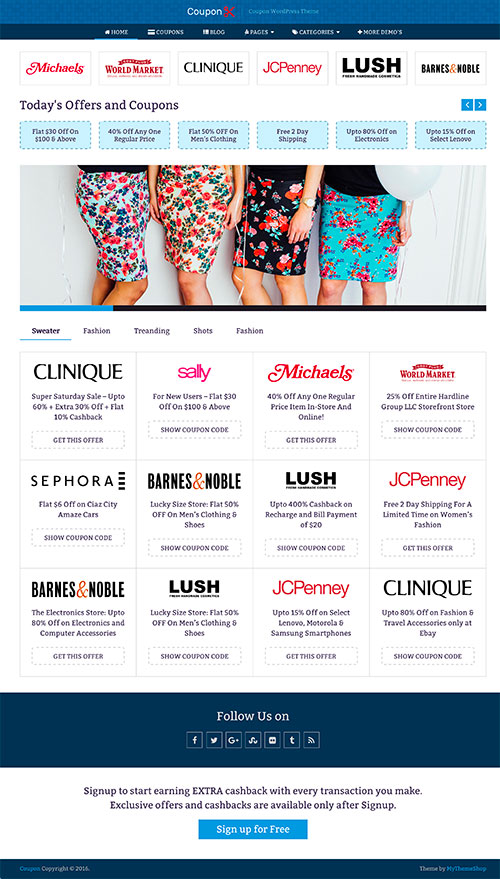 Coupon X Coupon WordPress Theme
HOME COUPONS BLOG PAGES CATEGORIES MORE DEMO'S
Michaels
COST PLUS WORLD MARKET
CLINIQUE
JCPenney
LUSH FRESH HANDMADE COSMETICS
BARNES&NOBLE
Today's Offers and Coupons
Flat $30 Off On
$100 & Above
40% Off Any One
Regular Price
Flat 50% Off On
Men's Clothing
Free 2 Day
Shipping
Upto 80% Off on
Electronics
Upto 15% Off on
Select Lenovo
Sweater Fashion Treanding Shots Fashion
CLINIQUE
Super Saturday Sale – Upto
60% + Extra 30% Off + Flat
10% Cashback
GET THIS OFFER
sally
For New Users – Flat $30
Off On $100 & Above
SHOW COUPON CODE
Michaels
40% Off Any One Regular
Price Item In-Store And
Online!
GET THIS OFFER
COST PLUS WORLD MARKET
25% Off Entire Hardline
Group LLC Storefront Store
SHOW COUPON CODE
SEPHORA
Flat $6 Off on Ciaz City
Amaze Cars
SHOW COUPON CODE
BARNES&NOBLE
Lucky Size Store: Flat 50%
OFF On Men's Clothing &
Shoes
SHOW COUPON CODE
LUSH
FRESH HANDMADE COSMETICS
Upto 400% Cashback on
Recharge and Bill Payment
of $20
SHOW COUPON CODE
JCPenney
Free 2 Day Shipping For A
Limited Time on Women's
Fashion
GET THIS OFFER
BARNES&NOBLE
The Electronics Store: Upto
80% Off on Electronics and
Computer Accessories
GET THIS OFFER
LUSH
FRESH HANDMADE COSMETICS
Lucky Size Store: Flat 50%
OFF On Men's Clothing &
Shoes
SHOW COUPON CODE
JCPenney
Upto 15% Off on Select
Lenovo, Motorola &
Samsung Smartphones
GET THIS OFFER
CLINIQUE
Upto 80% Off on Fashion &
Travel Accessories only at
Ebay
SHOW COUPON CODE
Follow Us on
Signup to start earning EXTRA cashback with every transaction you make.
Exclusive offers and cashbacks are available only after Signup.
Sign up for Free
Coupon Copyright © 2016. Theme by MyThemeShop